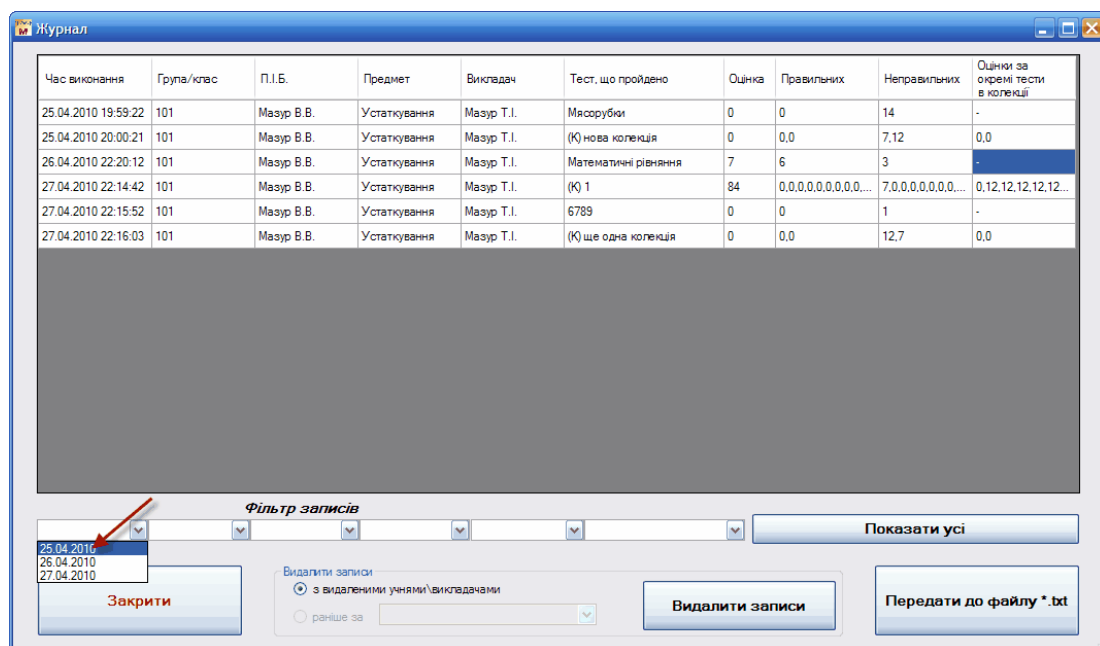 Журнал
Час виконання Група/клас П.І.Б. Предмет Викладач Тест, що пройдено Оцінка Правильних Неправильних Оцінки за окремі тести в колекції
25.04.2010 19:59:22 101 Мазур В.В. Устаткування Мазур Т.І. Мясорубки 0 0 14 -
25.04.2010 20:00:21 101 Мазур В.В. Устаткування Мазур Т.І. (К) нова колекція 0 0,0 7,12 0,0
26.04.2010 22:20:12 101 Мазур В.В. Устаткування Мазур Т.І. Математичні рівняння 7 6 3 -
27.04.2010 22:14:42 101 Мазур В.В. Устаткування Мазур Т.І. (К) 1 84 0,0,0,0,0,0,0,0,0,... 7,0,0,0,0,0,0,0,... 0,12,12,12,12,12...
27.04.2010 22:15:52 101 Мазур В.В. Устаткування Мазур Т.І. 6789 0 0 1 -
27.04.2010 22:16:03 101 Мазур В.В. Устаткування Мазур Т.І. (К) ще одна колекція 0 0,0 12,7 0,0
Фільтр записів
Показати усі
25.04.2010
26.04.2010
27.04.2010
Закрити
Видалити записи
з видаленими учнями\викладачами
раніше за
Видалити записи
Передати до файлу *.txt